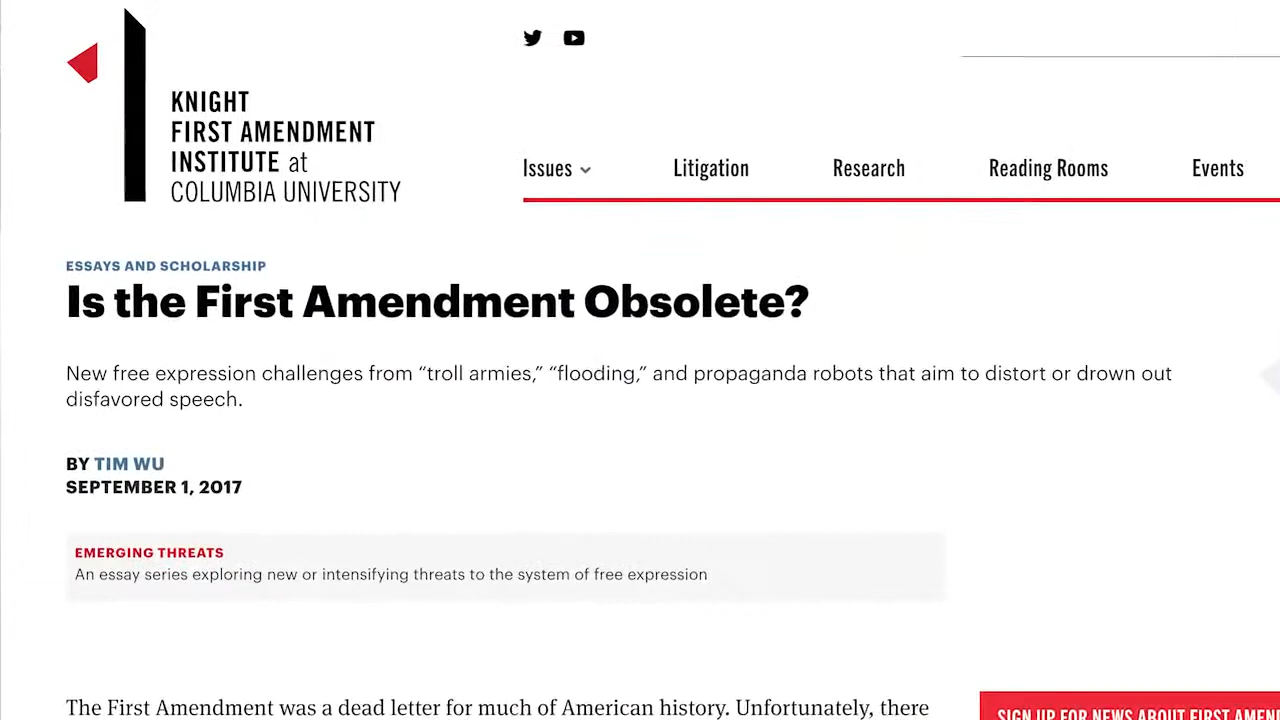 KNIGHT
FIRST AMENDMENT
INSTITUTE at
COLUMBIA UNIVERSITY
Issues
Litigation
Research
Reading Rooms
Events
ESSAYS AND SCHOLARSHIP
Is the First Amendment Obsolete?
New free expression challenges from “troll armies,” “flooding,” and propaganda robots that aim to distort or drown out
disfavored speech.
BY TIM WU
SEPTEMBER 1, 2017
EMERGING THREATS
An essay series exploring new or intensifying threats to the system of free expression
The First Amendment was a dead letter for much of American history. Unfortunately, there
SIGN UP FOR NEWS ABOUT FIRST